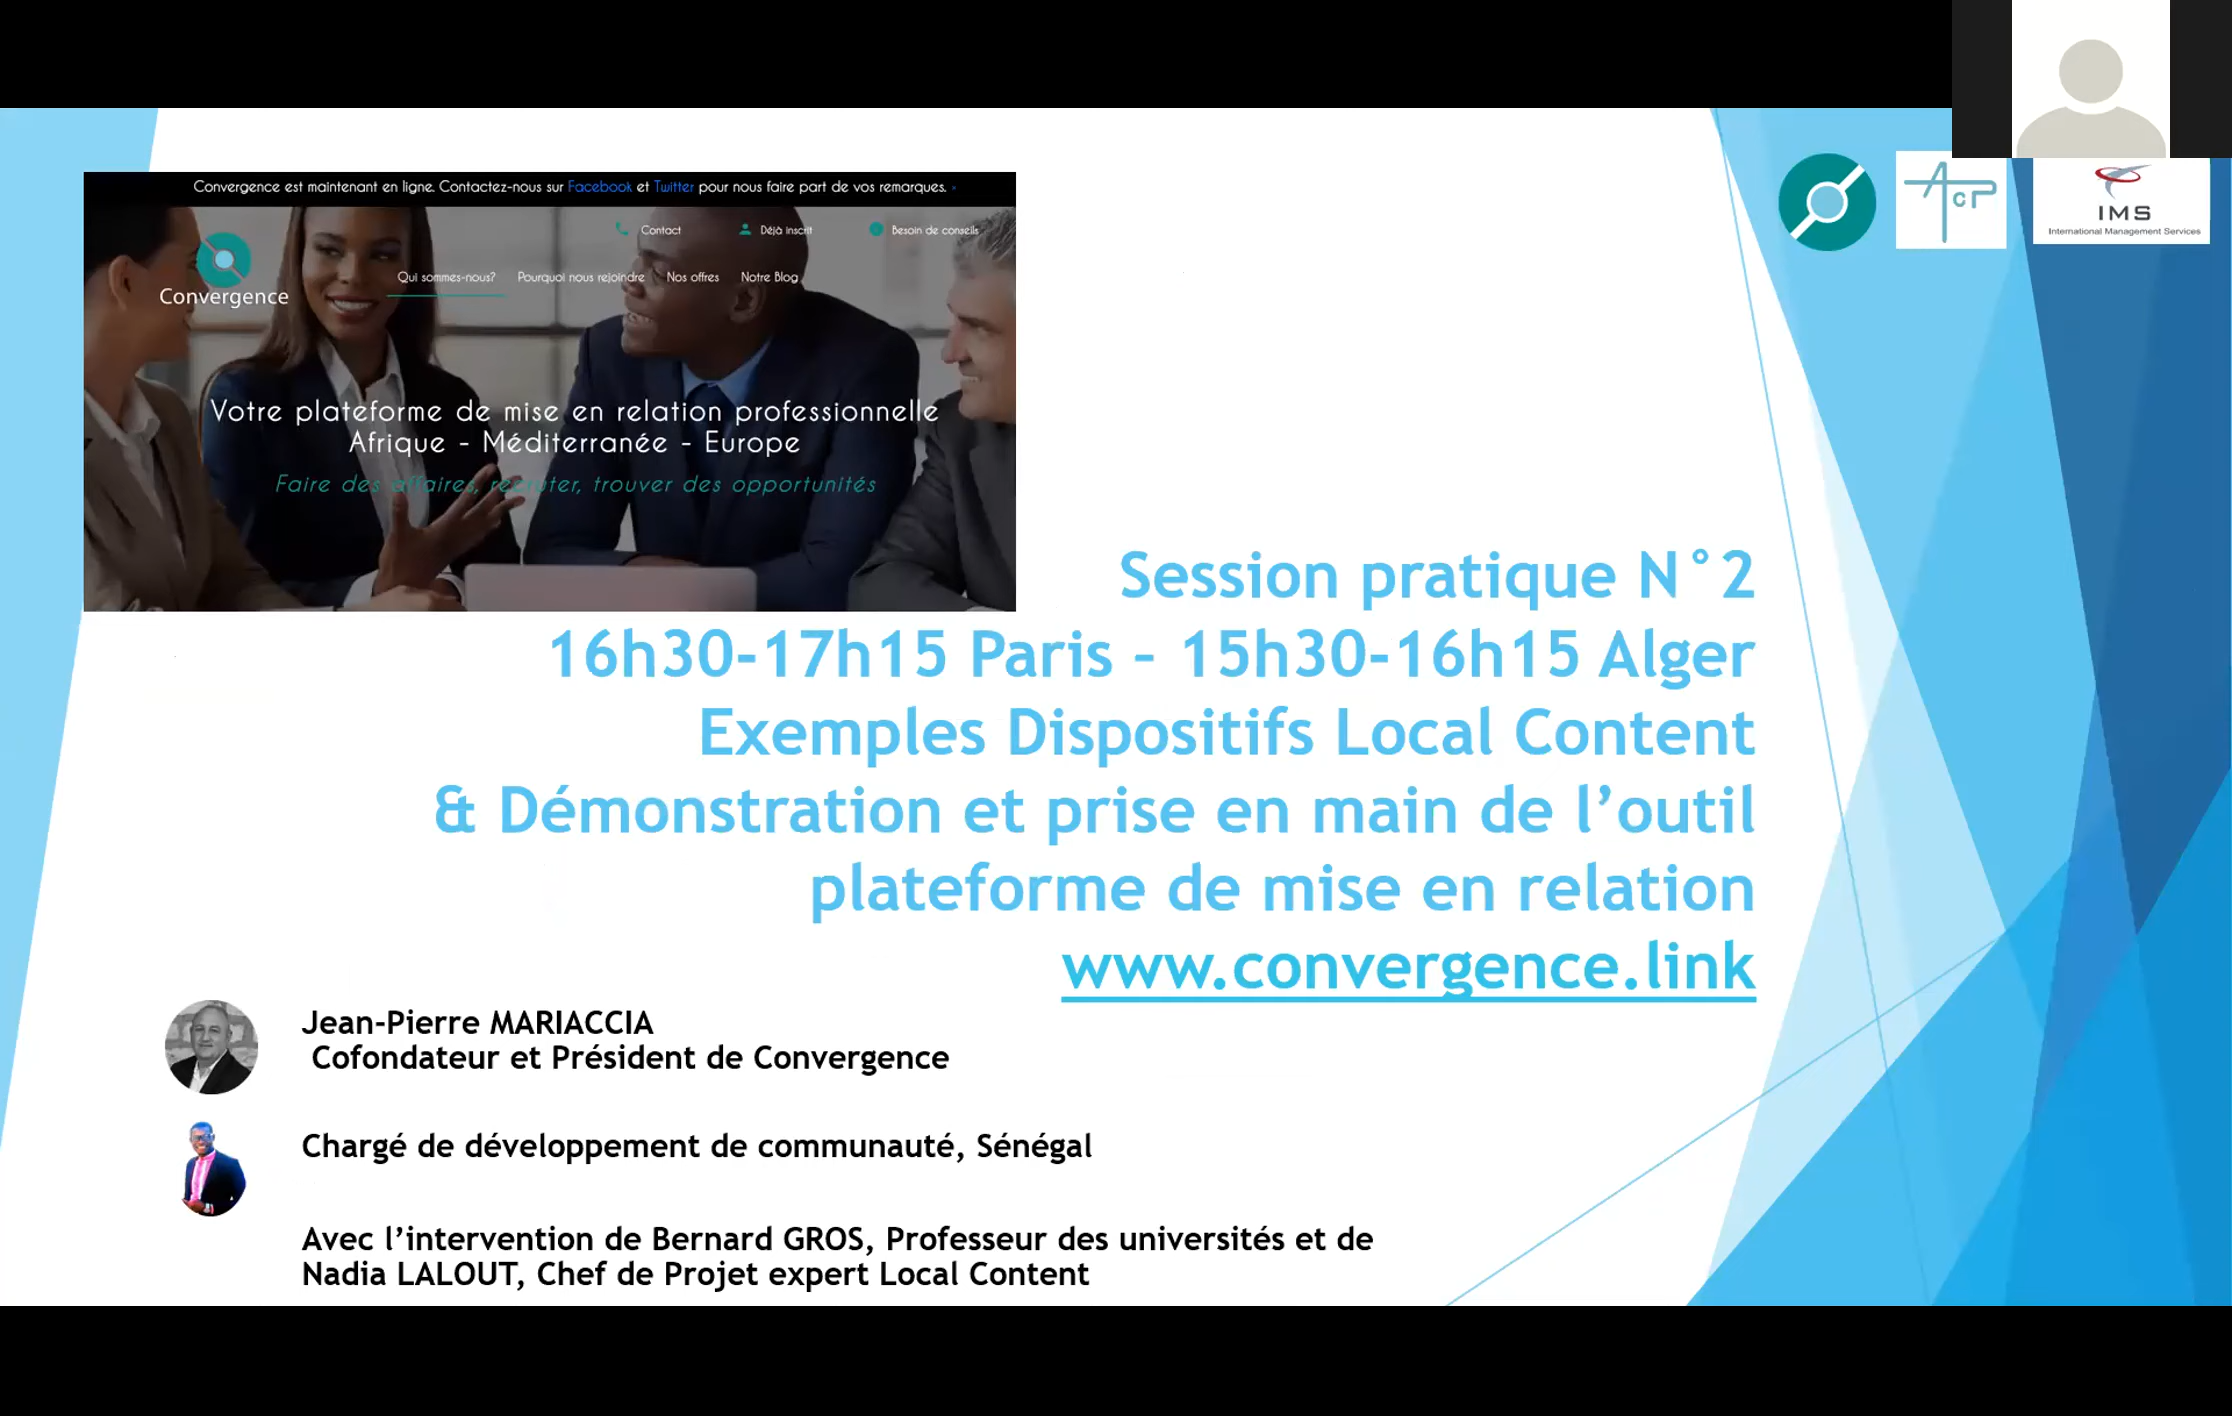 Convergence est maintenant en ligne. Contactez-nous sur Facebook et Twitter pour nous faire part de vos remarques. >
Contact
Déjà inscrit
Besoin de conseils
Convergence
Qui sommes-nous?
Pourquoi nous rejoindre
Nos offres
Notre Blog
Votre plateforme de mise en relation professionnelle
Afrique - Méditerranée - Europe
Faire des affaires, recruter, trouver des opportunités
ACP
IMS
International Management Services
Session pratique N°2
16h30-17h15 Paris – 15h30-16h15 Alger
Exemples Dispositifs Local Content
& Démonstration et prise en main de l’outil
plateforme de mise en relation
www.convergence.link
Jean-Pierre MARIACCIA
Cofondateur et Président de Convergence
Chargé de développement de communauté, Sénégal
Avec l’intervention de Bernard GROS, Professeur des universités et de
Nadia LALOUT, Chef de Projet expert Local Content